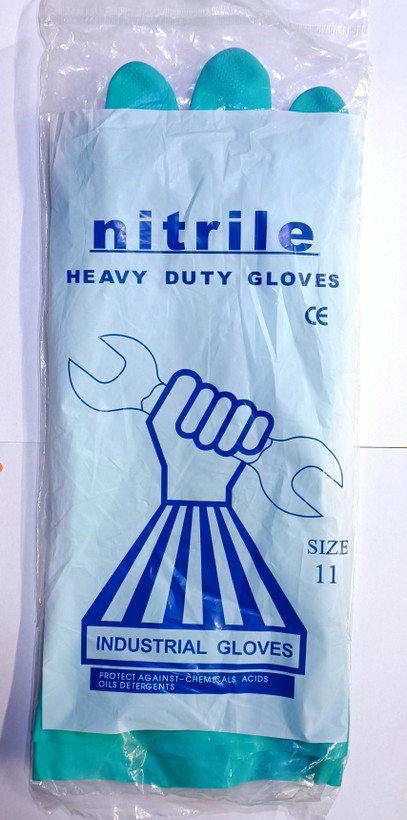 nitrile
HEAVY DUTY GLOVES
CE
SIZE
11
INDUSTRIAL GLOVES
PROTECT AGAINST-CHEMICALS ACIDS
OILS DETERGENTS